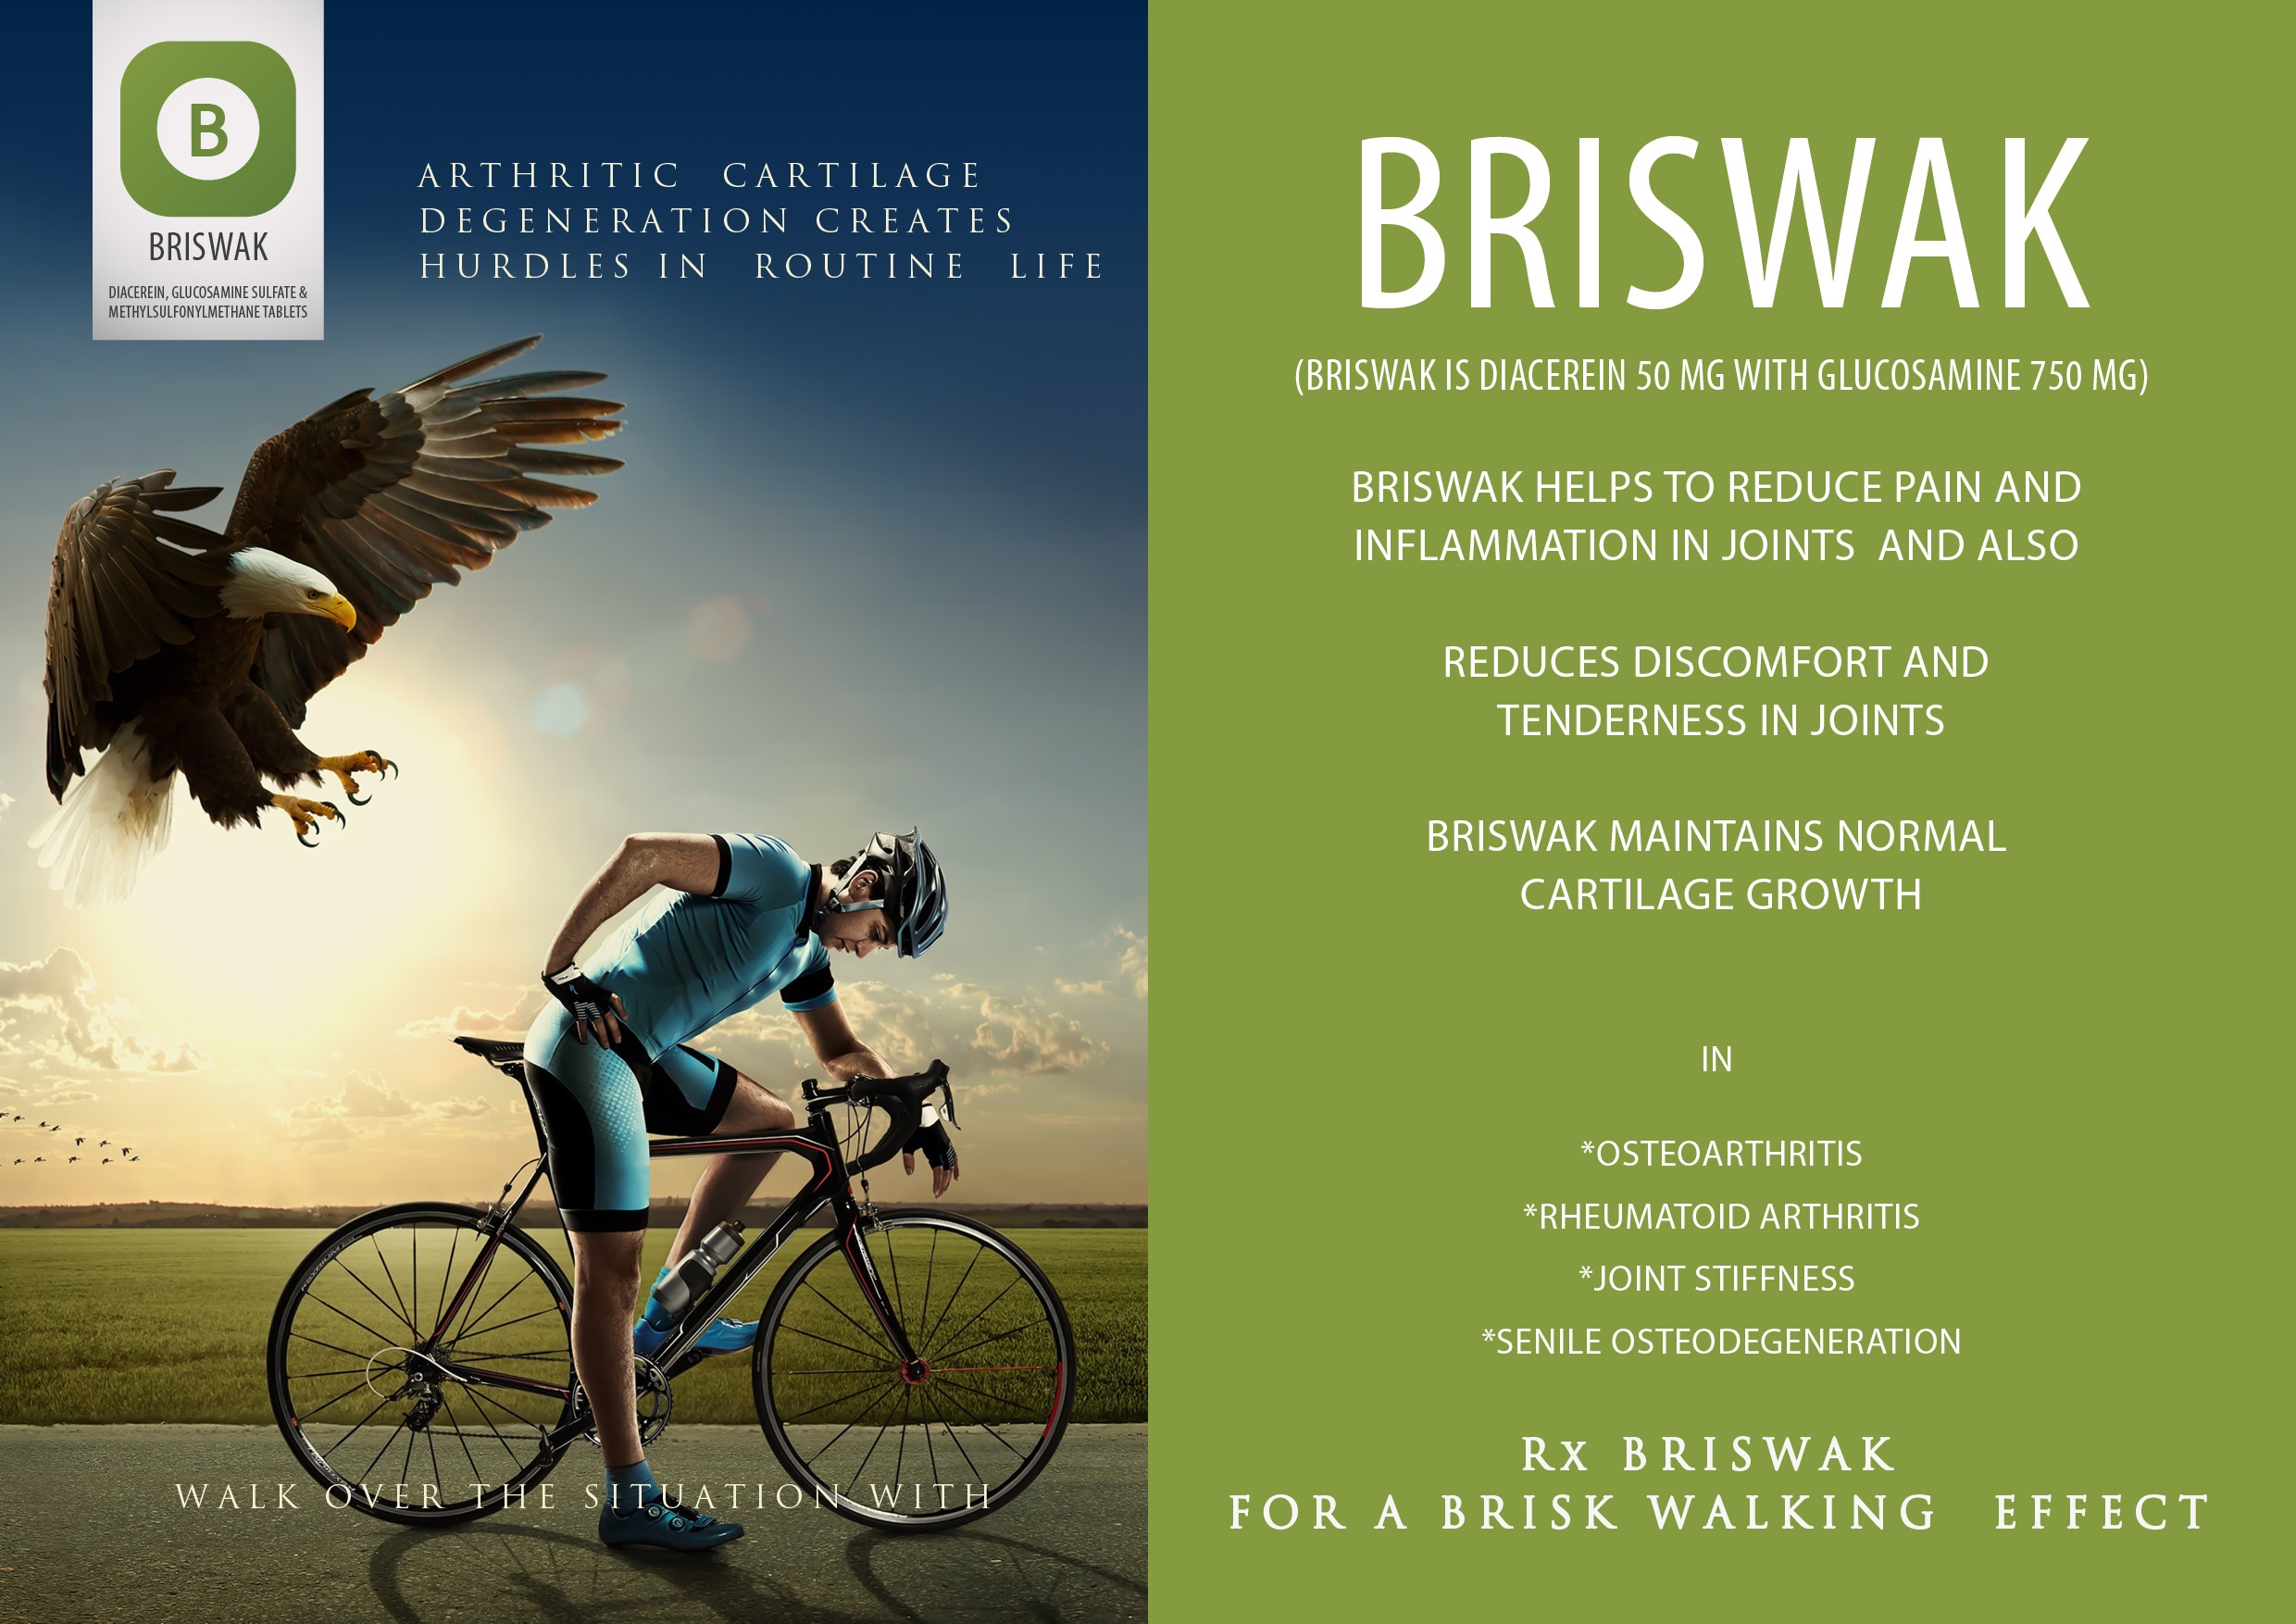 B
BRISWAK
DIACEREIN, GLUCOSAMINE SULFATE &
METHYLSULFONYLMETHANE TABLETS
ARTHRITIC CARTILAGE
DEGENERATION CREATES
HURDLES IN ROUTINE LIFE
WALK OVER THE SITUATION WITH
BRISWAK
(BRISWAK IS DIACEREIN 50 MG WITH GLUCOSAMINE 750 MG)
BRISWAK HELPS TO REDUCE PAIN AND
INFLAMMATION IN JOINTS AND ALSO
REDUCES DISCOMFORT AND
TENDERNESS IN JOINTS
BRISWAK MAINTAINS NORMAL
CARTILAGE GROWTH
IN
*OSTEOARTHRITIS
*RHEUMATOID ARTHRITIS
*JOINT STIFFNESS
*SENILE OSTEODEGENERATION
Rx BRISWAK
FOR A BRISK WALKING EFFECT